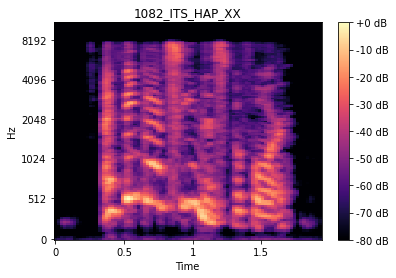 1082_ITS_HAP_XX
+0 dB
8192
-10 dB
4096
-20 dB
-30 dB
2048
Hz
-40 dB
1024
-50 dB
512
-60 dB
-70 dB
0
-80 dB
0
0.5
1
1.5
Time